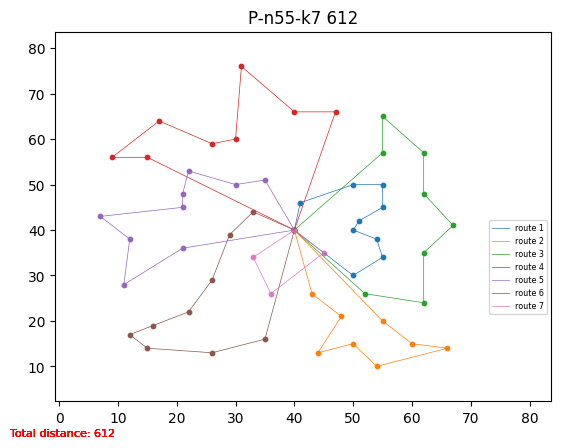 P-n55-k7 612
80
70
60
50
40
30
20
10
0 10 20 30 40 50 60 70 80
route 1
route 2
route 3
route 4
route 5
route 6
route 7
Total distance: 612